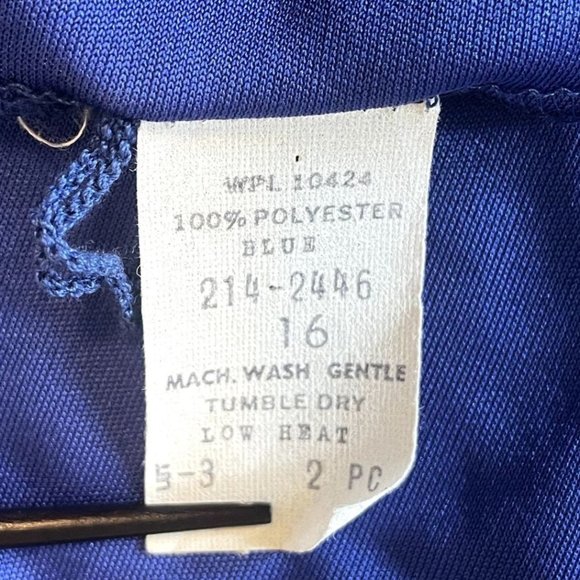 WPL 10424
100% POLYESTER
BLUE
214-2446
16
MACH. WASH GENTLE
TUMBLE DRY
LOW HEAT
5-3 2 PC